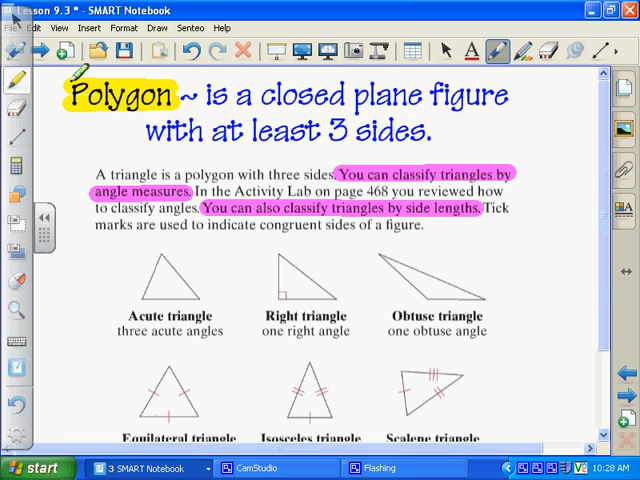 Lesson 9.3 * - SMART Notebook
Edit View Insert Format Draw Senteo Help
Polygon ~ is a closed plane figure
with at least 3 sides.
A triangle is a polygon with three sides. You can classify triangles by
angle measures. In the Activity Lab on page 468 you reviewed how
to classify angles. You can also classify triangles by side lengths. Tick
marks are used to indicate congruent sides of a figure.
Acute triangle Right triangle Obtuse triangle
three acute angles one right angle one obtuse angle
Equilateral triangle Isosceles triangle Scalene triangle
start 3 SMART Notebook CamStudio Flashing 10:28 AM